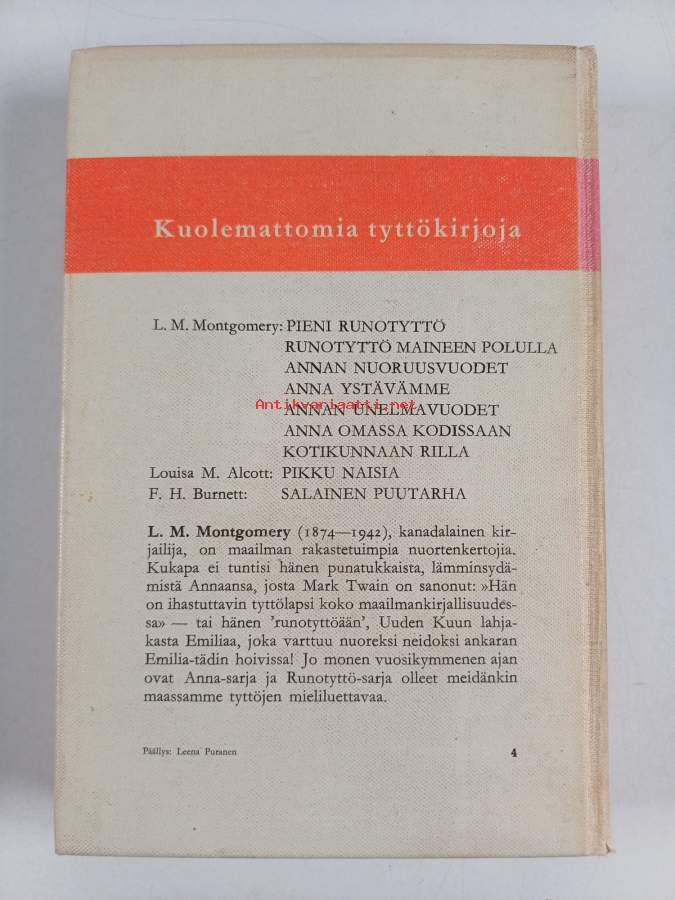 Kuolemattomia tyttökirjoja
L. M. Montgomery: PIENI RUNOTYTTÖ
RUNOTYTTÖ MAINEEN POLULLA
ANNAN NUORUUSVUODET
ANNA YSTÄVÄMME
Antikvariaatti.net
ANNAN UNELMAVUODET
ANNA OMASSA KODISSAAN
KOTIKUNNAAN RILLA
Louisa M. Alcott: PIKKU NAISIA
F. H. Burnett: SALAINEN PUUTARHA
L. M. Montgomery (1874—1942), kanadalainen kir-
jailija, on maailman rakastetuimpia nuortenkertojia.
Kukapa ei tuntisi hänen punatukkaista, lämminsydä-
mistä Annaansa, josta Mark Twain on sanonut: »Hän
on ihastuttavin tyttölapsi koko maailmankirjallisuudes-
sa» — tai hänen 'runotyttöään', Uuden Kuun lahja-
kasta Emiliaa, joka varttuu nuoreksi neidoksi ankaran
Emilia-tädin hoivissa! Jo monen vuosikymmenen ajan
ovat Anna-sarja ja Runotyttö-sarja olleet meidänkin
maassamme tyttöjen mieliluettavaa.
Päällys: Leena Puranen
4